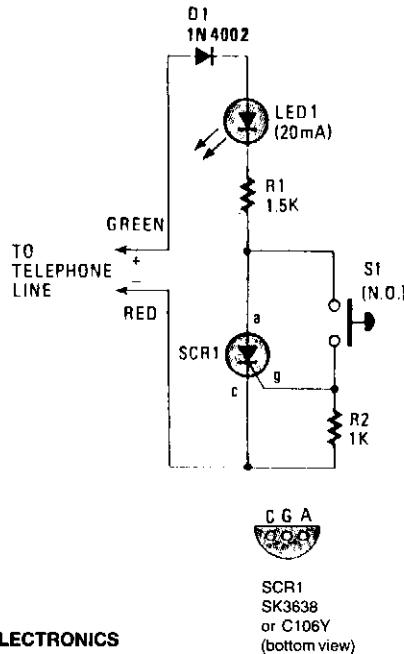 D1
1N4002
LED1
(20mA)
R1
1.5K
GREEN
TO
TELEPHONE
LINE
+
−
RED
S1
(N.O.)
a
SCR1
g
c
R2
1K
C G A
SCR1
SK3638
or C106Y
(bottom view)
LECTRONICS